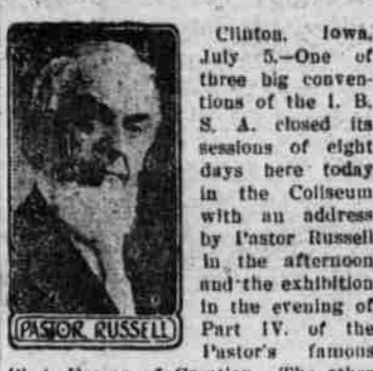 Clinton, Iowa,
July 5.—One of
three big conven-
tions of the I. B.
S. A. closed its
sessions of eight
days here today
in the Coliseum
with an address
by Pastor Russell
in the afternoon
and the exhibition
in the evening of
Part IV. of the
Pastor's famous
PASTOR RUSSELL